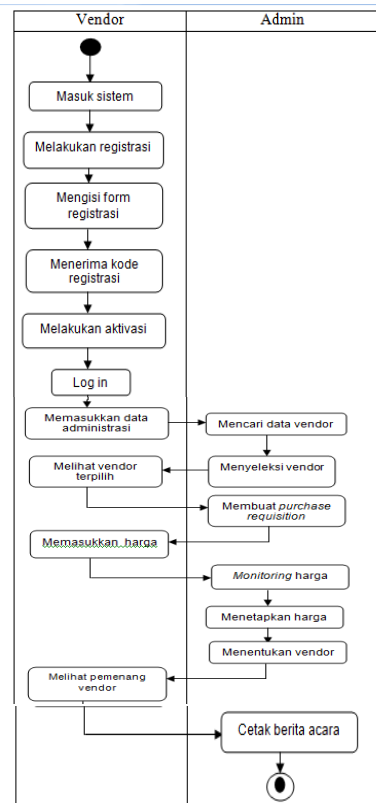 Vendor
Admin
Masuk sistem
Melakukan registrasi
Mengisi form
registrasi
Menerima kode
registrasi
Melakukan aktivasi
Log in
Memasukkan data
administrasi
Mencari data vendor
Menyeleksi vendor
Melihat vendor
terpilih
Membuat purchase
requisition
Memasukkan harga
Monitoring harga
Menetapkan harga
Menentukan vendor
Melihat pemenang
vendor
Cetak berita acara